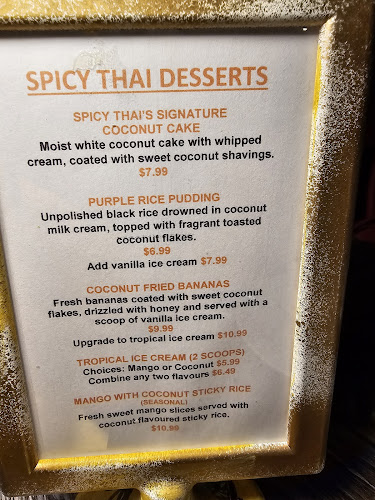 SPICY THAI DESSERTS
SPICY THAI'S SIGNATURE
COCONUT CAKE
Moist white coconut cake with whipped
cream, coated with sweet coconut shavings.
$7.99
PURPLE RICE PUDDING
Unpolished black rice drowned in coconut
milk cream, topped with fragrant toasted
coconut flakes.
$6.99
Add vanilla ice cream $7.99
COCONUT FRIED BANANAS
Fresh bananas coated with sweet coconut
flakes, drizzled with honey and served with a
scoop of vanilla ice cream.
$9.99
Upgrade to tropical ice cream $10.99
TROPICAL ICE CREAM (2 SCOOPS)
Choices: Mango or Coconut $5.99
Combine any two flavours $6.49
MANGO WITH COCONUT STICKY RICE
(SEASONAL)
Fresh sweet mango slices served with
coconut flavoured sticky rice.
$10.99